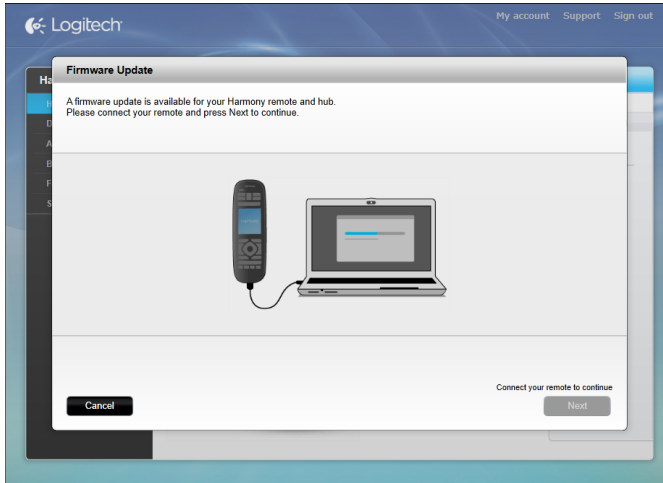 Logitech
My account Support Sign out
Ha
Firmware Update
H
D
A
B
F
S
A firmware update is available for your Harmony remote and hub.
Please connect your remote and press Next to continue.
Connect your remote to continue
Cancel
Next